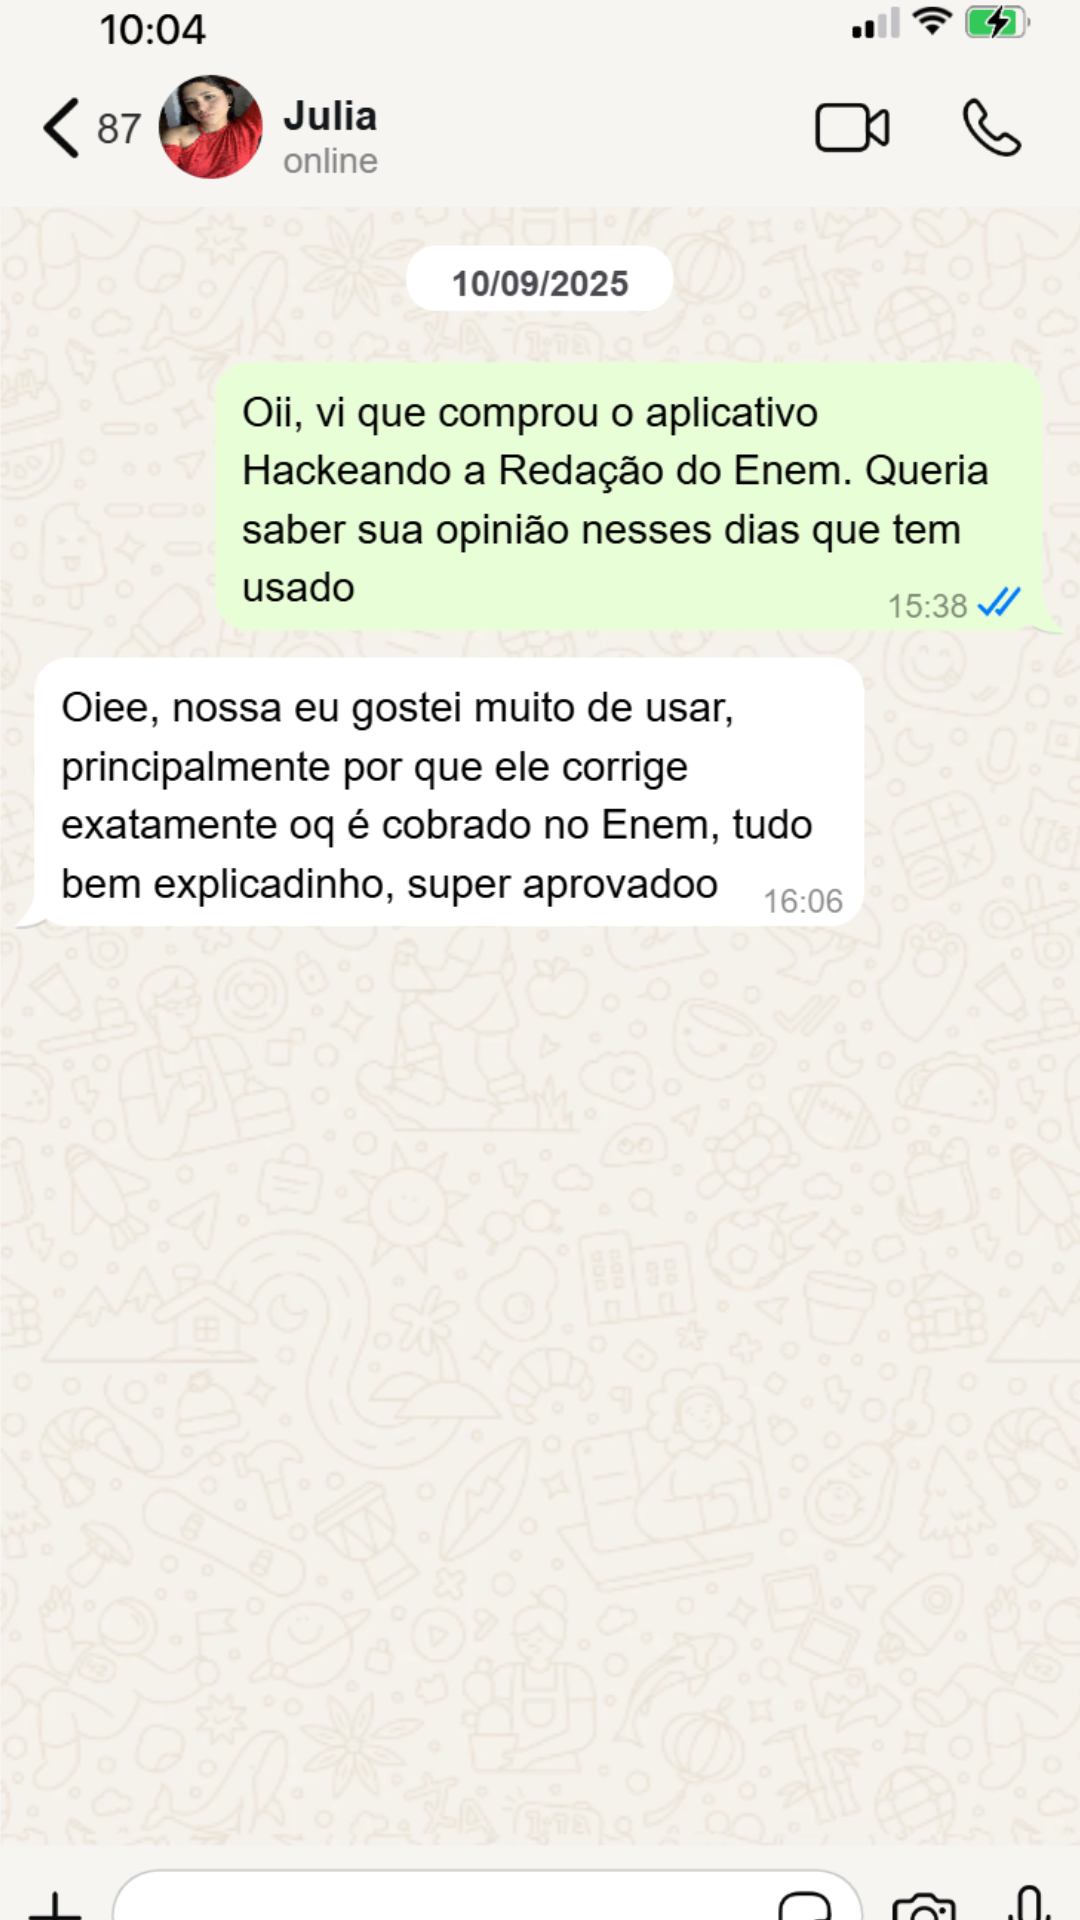 10:04
87
Julia
online
10/09/2025
Oii, vi que comprou o aplicativo
Hackeando a Redação do Enem. Queria
saber sua opinião nesses dias que tem
usado
15:38
Oiee, nossa eu gostei muito de usar,
principalmente por que ele corrige
exatamente oq é cobrado no Enem, tudo
bem explicadinho, super aprovadoo
16:06